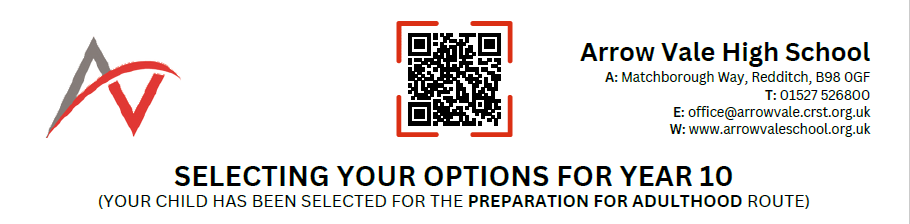 Arrow Vale High School
A: Matchborough Way, Redditch, B98 0GF
T: 01527 526800
E: office@arrowvale.crst.org.uk
W: www.arrowvaleschool.org.uk
SELECTING YOUR OPTIONS FOR YEAR 10
(YOUR CHILD HAS BEEN SELECTED FOR THE PREPARATION FOR ADULTHOOD ROUTE)